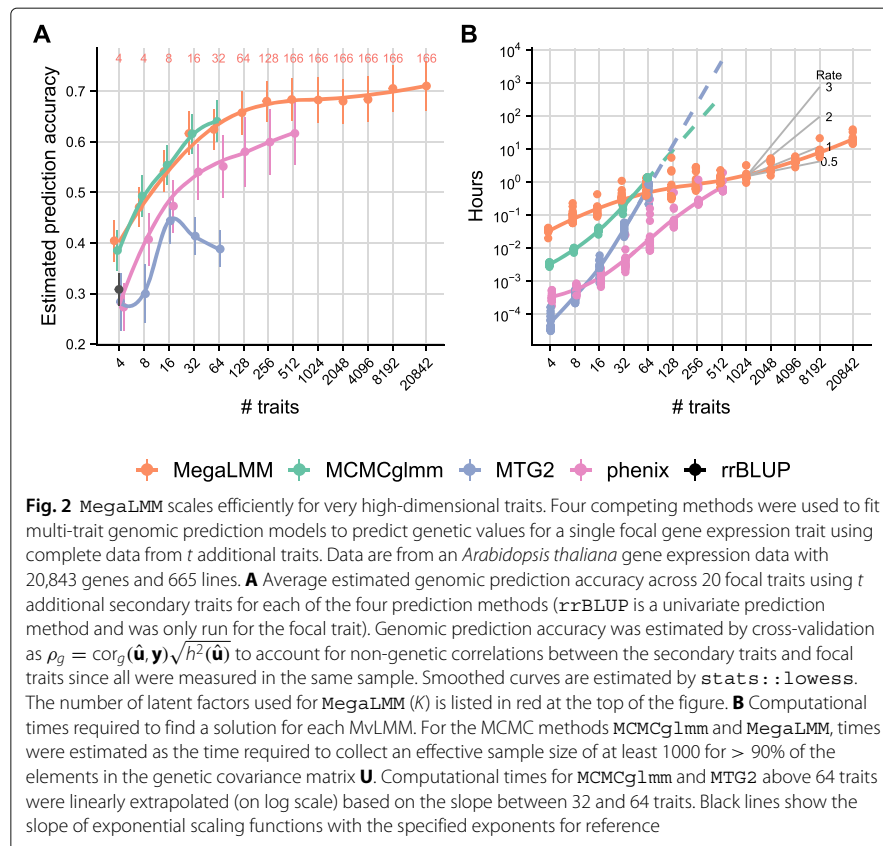 A
B
4 4 8 16 32 64 128 166 166 166 166 166 166
0.7
0.6
0.5
0.4
0.3
0.2
Estimated prediction accuracy
4 8 16 32 64 128 256 512 1024 2048 4096 8192 20842
# traits
10^4
10^3
10^2
10^1
10^0
10^-1
10^-2
10^-3
10^-4
Hours
Rate
3
2
1
0.5
4 8 16 32 64 128 256 512 1024 2048 4096 8192 20842
# traits
MegaLMM MCMCglmm MTG2 phenix rrBLUP
Fig. 2 MegaLMM scales efficiently for very high-dimensional traits. Four competing methods were used to fit
multi-trait genomic prediction models to predict genetic values for a single focal gene expression trait using
complete data from t additional traits. Data are from an Arabidopsis thaliana gene expression data with
20,843 genes and 665 lines. A Average estimated genomic prediction accuracy across 20 focal traits using t
additional secondary traits for each of the four prediction methods (rrBLUP is a univariate prediction
method and was only run for the focal trait). Genomic prediction accuracy was estimated by cross-validation
as ρg = corg(û, y)√h²(û) to account for non-genetic correlations between the secondary traits and focal
traits since all were measured in the same sample. Smoothed curves are estimated by stats::lowess.
The number of latent factors used for MegaLMM (K) is listed in red at the top of the figure. B Computational
times required to find a solution for each MvLMM. For the MCMC methods MCMCglmm and MegaLMM, times
were estimated as the time required to collect an effective sample size of at least 1000 for > 90% of the
elements in the genetic covariance matrix U. Computational times for MCMCglmm and MTG2 above 64 traits
were linearly extrapolated (on log scale) based on the slope between 32 and 64 traits. Black lines show the
slope of exponential scaling functions with the specified exponents for reference